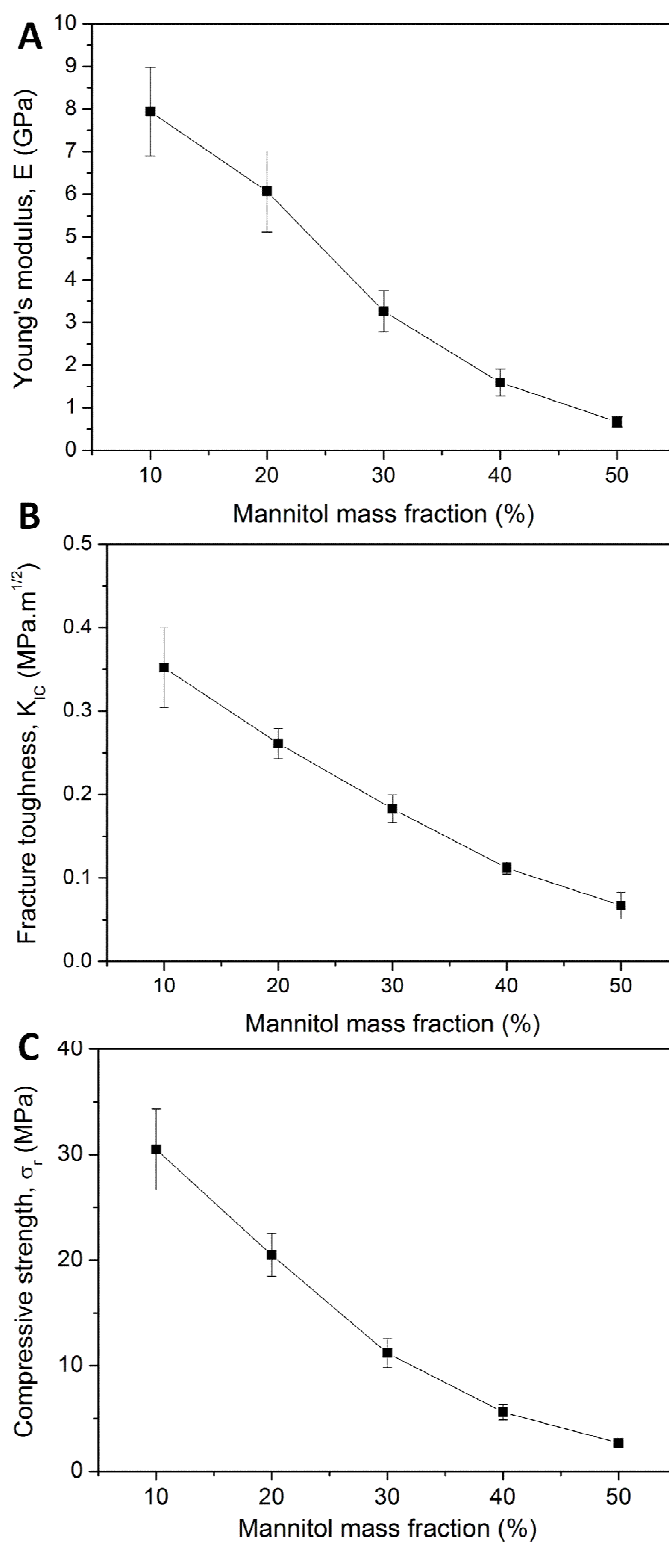 A
Young's modulus, E (GPa)
10
9
8
7
6
5
4
3
2
1
0
10 20 30 40 50
Mannitol mass fraction (%)
B
Fracture toughness, K_IC (MPa.m^1/2)
0.5
0.4
0.3
0.2
0.1
0.0
10 20 30 40 50
Mannitol mass fraction (%)
C
Compressive strength, σ_r (MPa)
40
30
20
10
0
10 20 30 40 50
Mannitol mass fraction (%)